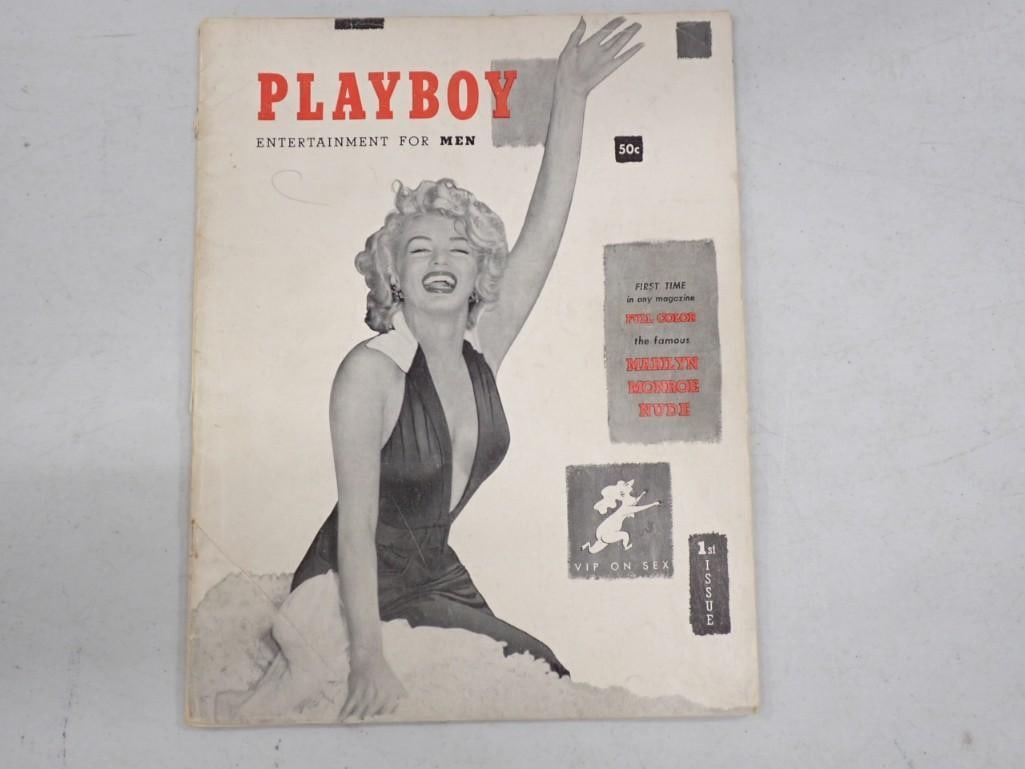 PLAYBOY
ENTERTAINMENT FOR MEN
50c
FIRST TIME
in any magazine
FULL COLOR
the famous
MARILYN
MONROE
NUDE
VIP ON SEX
1st
ISSUE